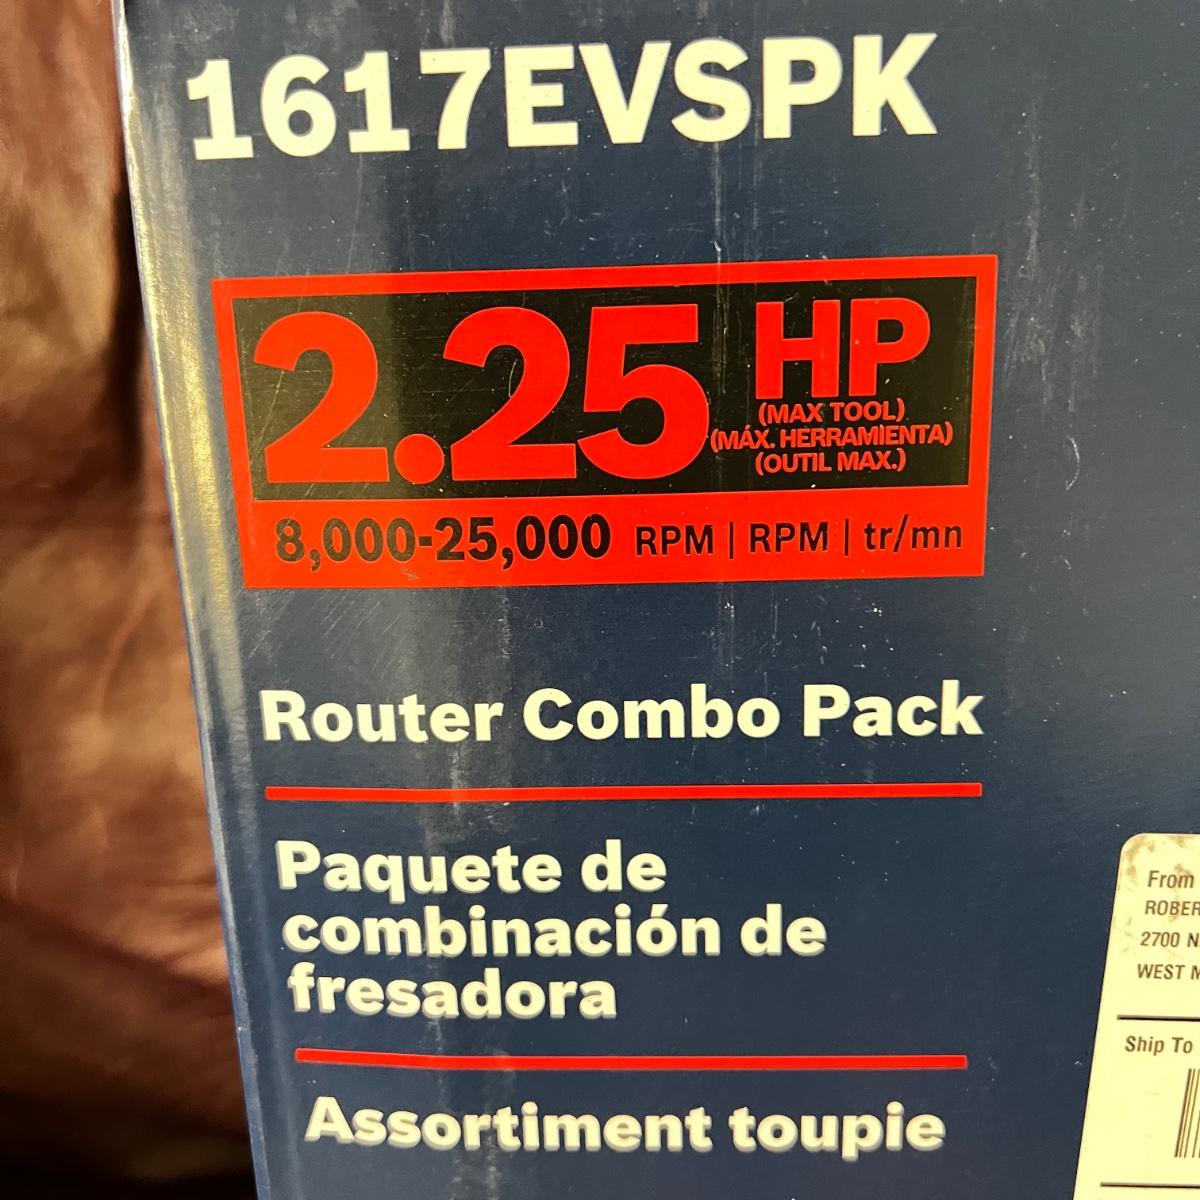 1617EVSPK
2.25 HP
(MAX TOOL)
(MÁX. HERRAMIENTA)
(OUTIL MAX.)
8,000-25,000 RPM | RPM | tr/mn
Router Combo Pack
Paquete de
combinación de
fresadora
Assortiment toupie
From
2700
WEST
Ship To